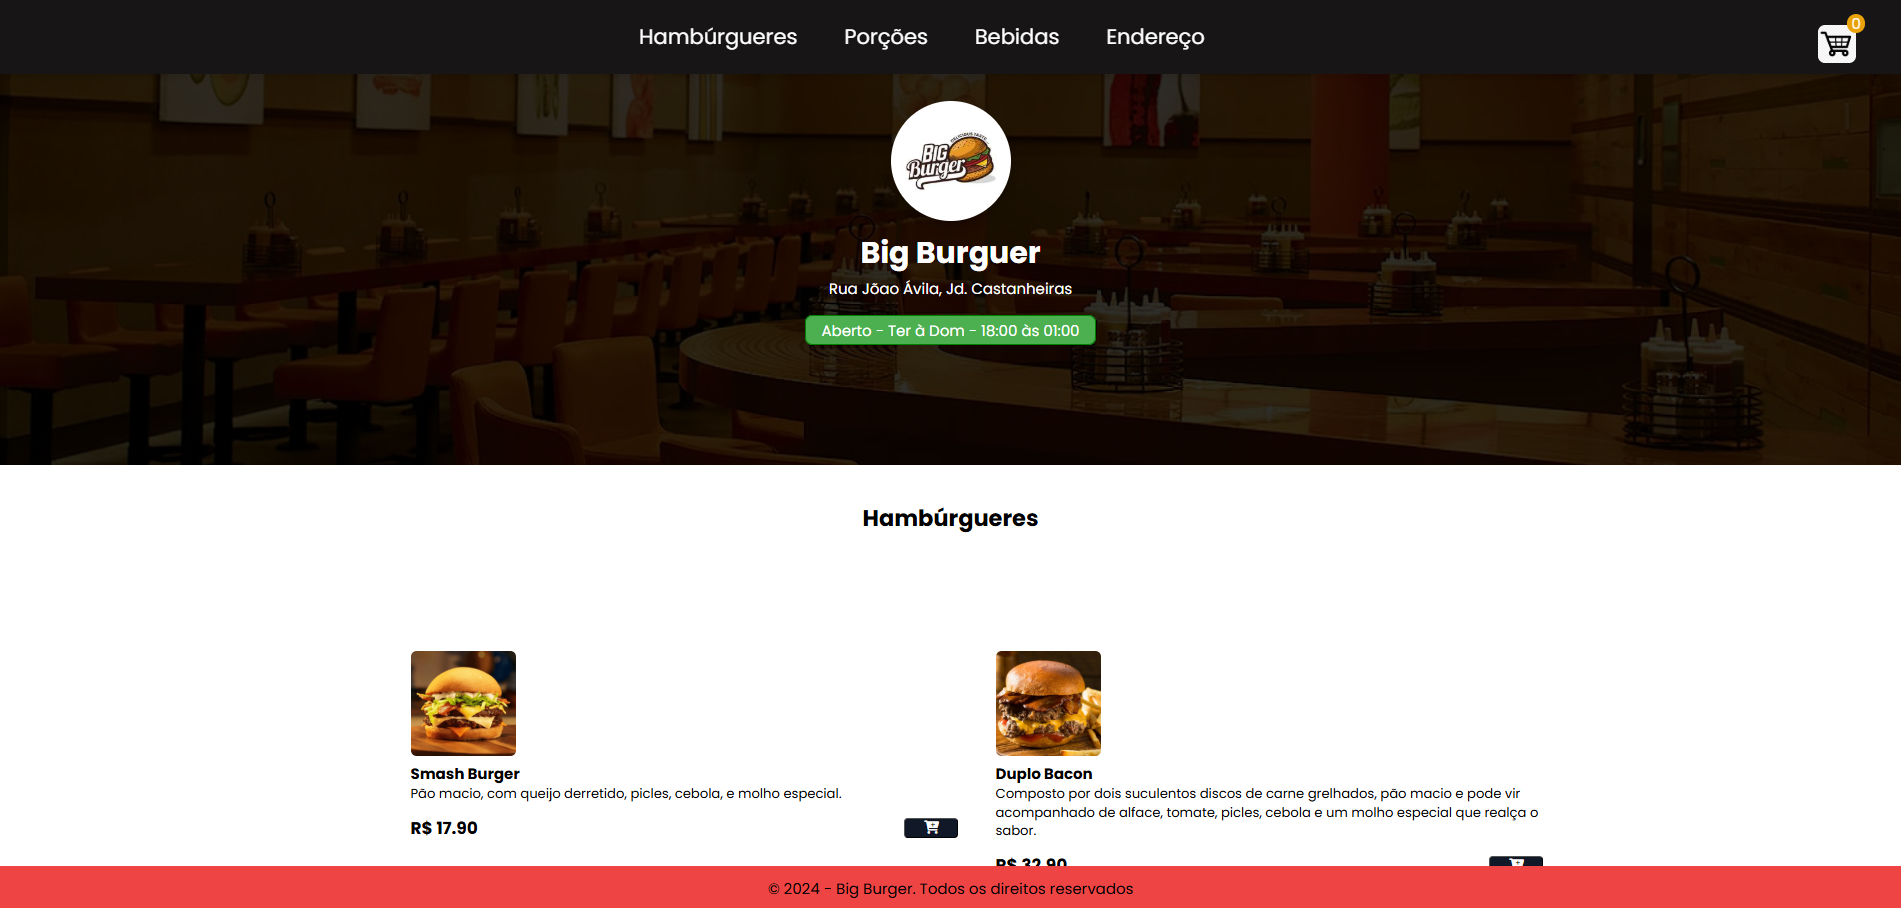 Hambúrgueres Porções Bebidas Endereço
0
DELICIOUS TASTE
BIG
Burger
Big Burguer
Rua Jõao Ávila, Jd. Castanheiras
Aberto - Ter à Dom - 18:00 às 01:00
Hambúrgueres
Smash Burger
Pão macio, com queijo derretido, picles, cebola, e molho especial.
R$ 17.90
Duplo Bacon
Composto por dois suculentos discos de carne grelhados, pão macio e pode vir
acompanhado de alface, tomate, picles, cebola e um molho especial que realça o
sabor.
R$ 32.90
© 2024 - Big Burger. Todos os direitos reservados